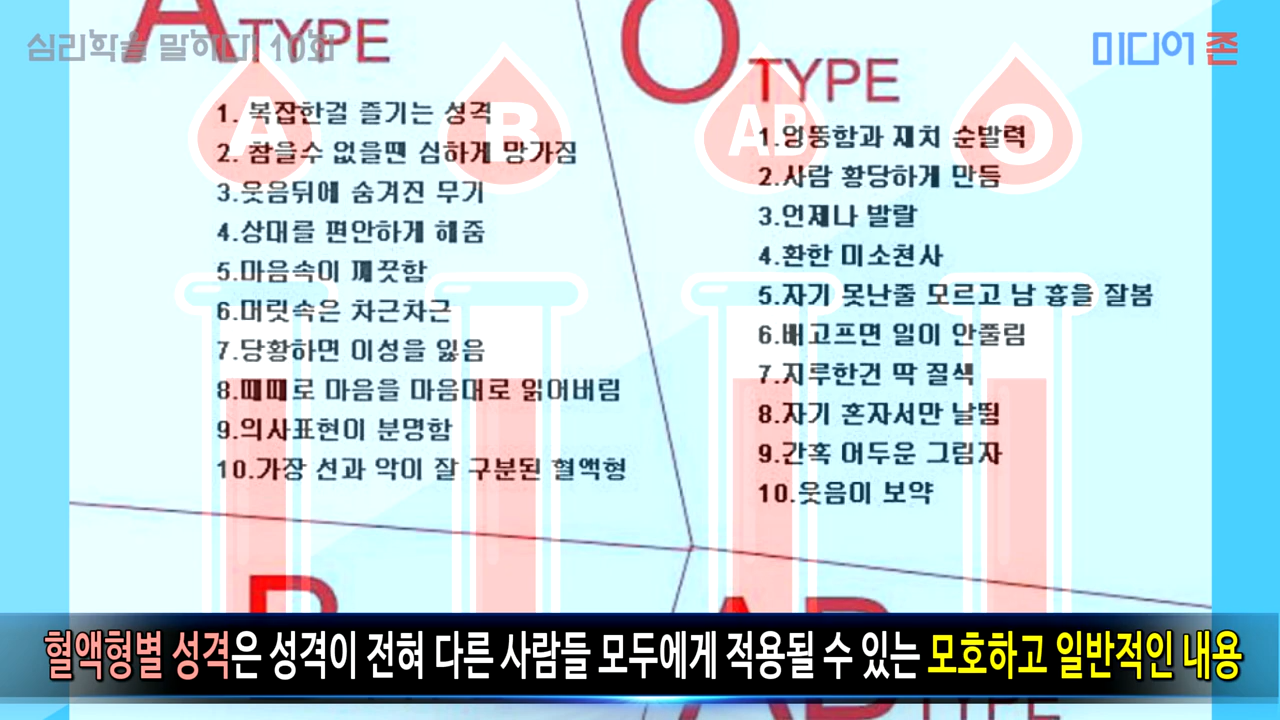 심리학을 말하다! 10회
미디어 존
A TYPE
1. 복잡한걸 즐기는 성격
2. 참을수 없을땐 심하게 망가짐
3.웃음뒤에 숨겨진 무기
4.상대를 편안하게 해줌
5.마음속이 깨끗함
6.머릿속은 차근차근
7.당황하면 이성을 잃음
8.때때로 마음을 마음대로 읽어버림
9.의사표현이 분명함
10.가장 선과 악이 잘 구분된 혈액형
O TYPE
1.엉뚱함과 재치 순발력
2.사람 황당하게 만듬
3.언제나 발랄
4.환한 미소천사
5.자기 못난줄 모르고 남 흉을 잘봄
6.배고프면 일이 안풀림
7.지루한건 딱 질색
8.자기 혼자서만 날띰
9.간혹 어두운 그림자
10.웃음이 보약
A
B
AB
O
B
AB
TYPE
혈액형별 성격은 성격이 전혀 다른 사람들 모두에게 적용될 수 있는 모호하고 일반적인 내용